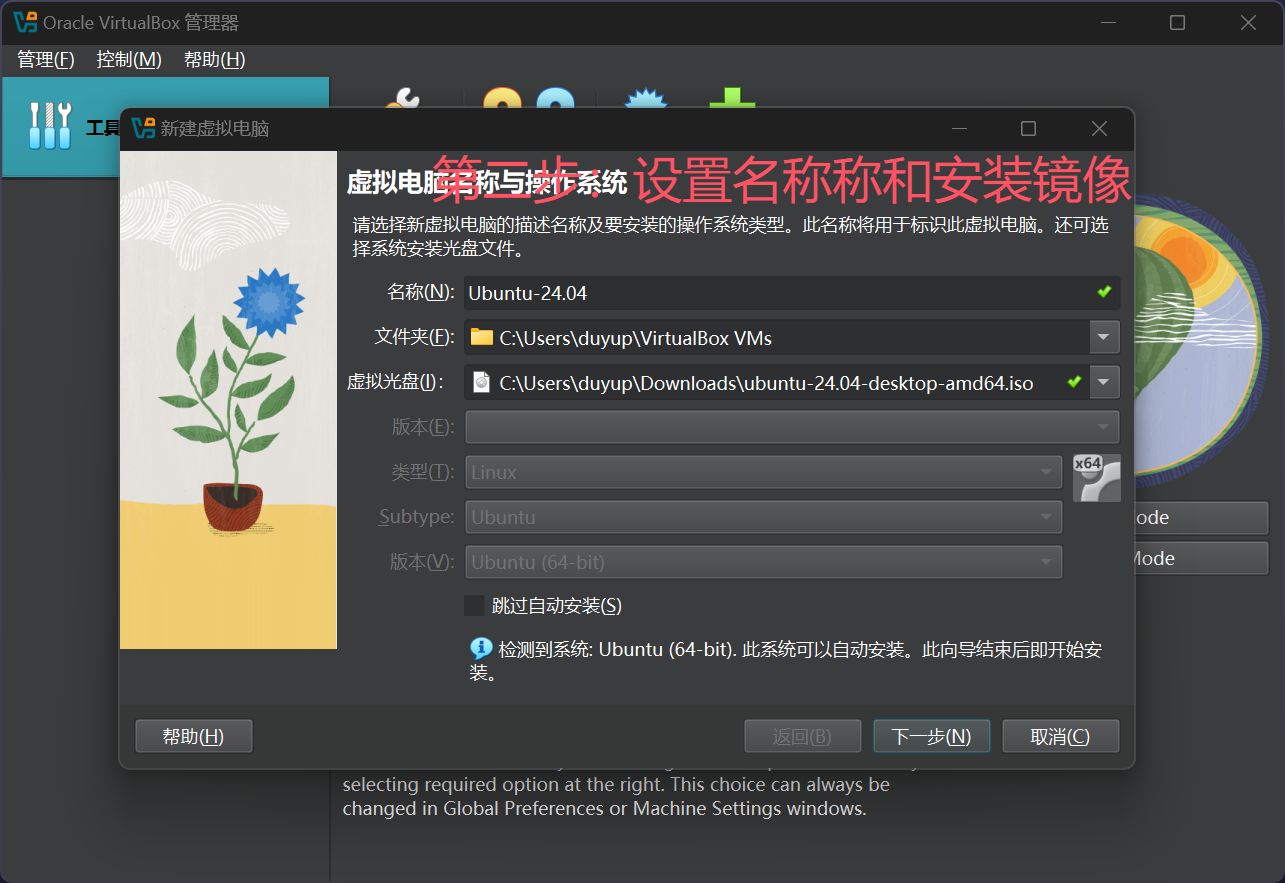 Oracle VirtualBox 管理器
管理(F) 控制(M) 帮助(H)
工具
新建虚拟电脑
虚拟电脑名称与操作系统
第二步：设置名称称和安装镜像
请选择新虚拟电脑的描述名称及要安装的操作系统类型。此名称将用于标识此虚拟电脑。还可选
择系统安装光盘文件。
名称(N): Ubuntu-24.04
文件夹(F): C:\Users\duyup\VirtualBox VMs
虚拟光盘(I): C:\Users\duyup\Downloads\ubuntu-24.04-desktop-amd64.iso
版本(E):
类型(T): Linux
x64
Subtype: Ubuntu
ode
版本(V): Ubuntu (64-bit)
Mode
跳过自动安装(S)
检测到系统: Ubuntu (64-bit). 此系统可以自动安装。此向导结束后即开始安
装。
帮助(H) 返回(B) 下一步(N) 取消(C)
selecting required option at the right. This choice can always be
changed in Global Preferences or Machine Settings windows.